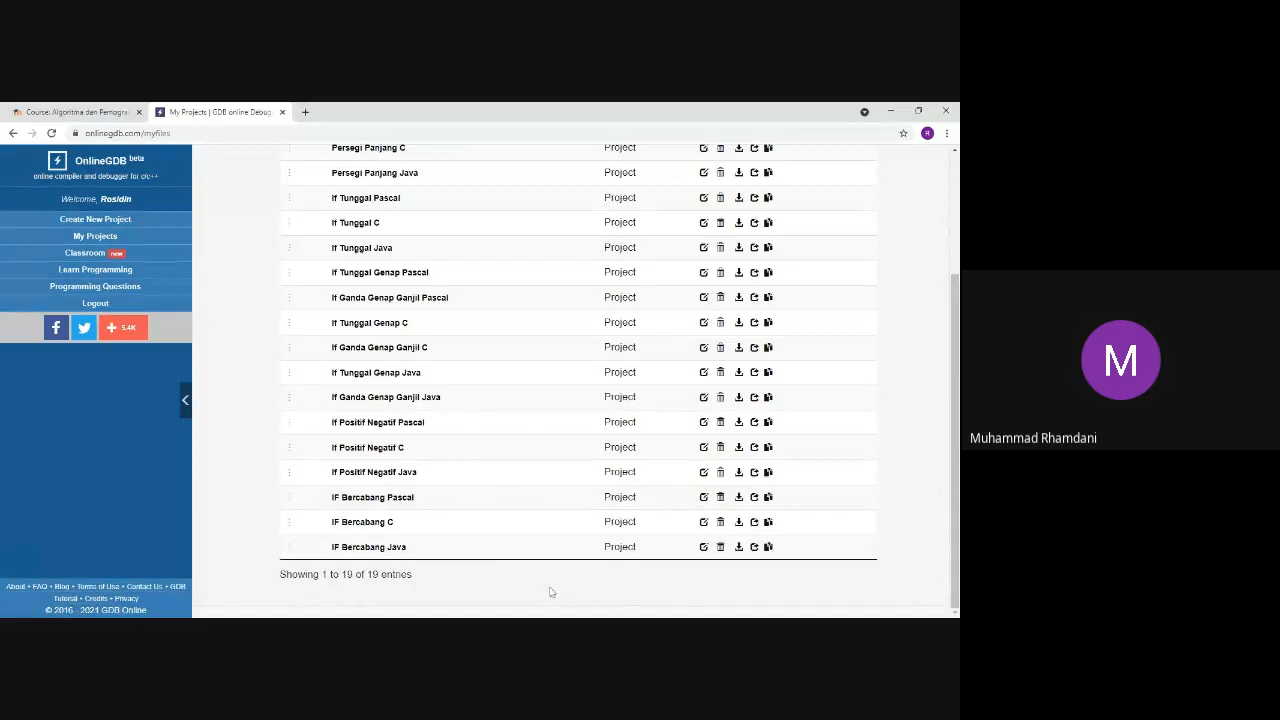 Course: Algoritma dan Pemogra
My Projects | GDB online Debug
onlinegdb.com/myfiles
R
OnlineGDB beta
online compiler and debugger for c/c++
Welcome, Rosidin
Create New Project
My Projects
Classroom new
Learn Programming
Programming Questions
Logout
5.4K
Persegi Panjang C Project
Persegi Panjang Java Project
If Tunggal Pascal Project
If Tunggal C Project
If Tunggal Java Project
If Tunggal Genap Pascal Project
If Ganda Genap Ganjil Pascal Project
If Tunggal Genap C Project
If Ganda Genap Ganjil C Project
If Tunggal Genap Java Project
If Ganda Genap Ganjil Java Project
If Positif Negatif Pascal Project
If Positif Negatif C Project
If Positif Negatif Java Project
IF Bercabang Pascal Project
IF Bercabang C Project
IF Bercabang Java Project
Showing 1 to 19 of 19 entries
About • FAQ • Blog • Terms of Use • Contact Us • GDB
Tutorial • Credits • Privacy
© 2016 - 2021 GDB Online
M
Muhammad Rhamdani